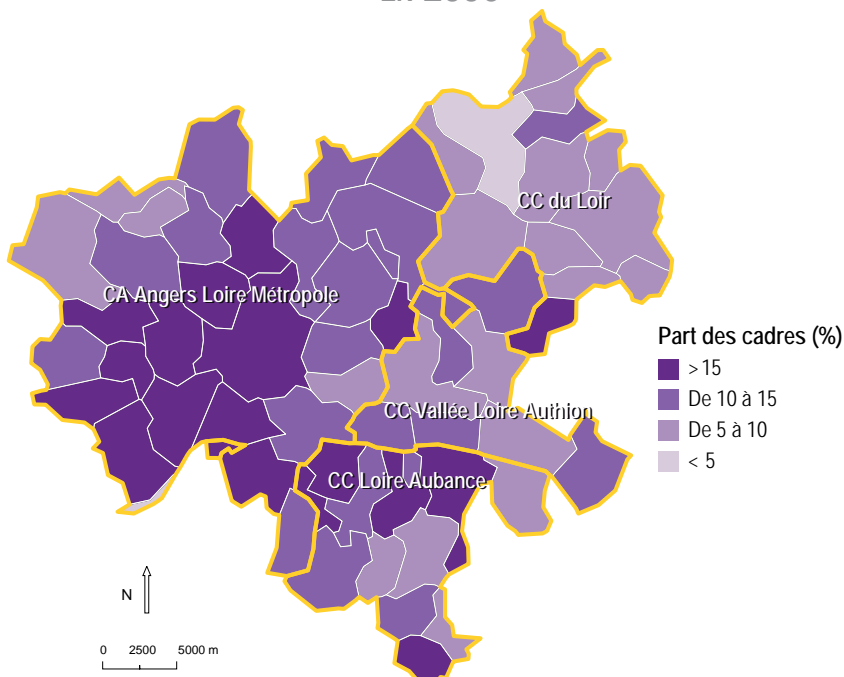 CC du Loir
CA Angers Loire Métropole
Part des cadres (%)
> 15
De 10 à 15
De 5 à 10
< 5
CC Vallée Loire Authion
CC Loire Aubance
N
0 2500 5000 m